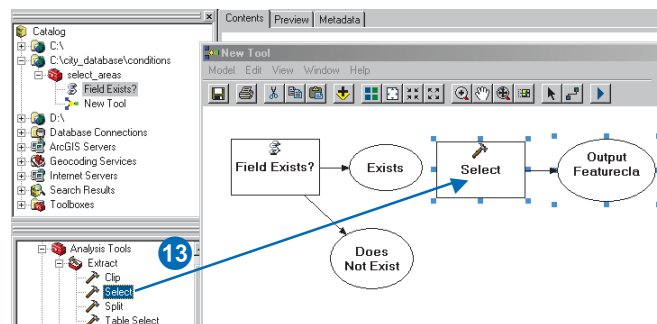 Contents Preview Metadata
Catalog
C:\
C:\city_database\conditions
select_areas
Field Exists?
New Tool
D:\
Database Connections
ArcGIS Servers
Geocoding Services
Internet Servers
Search Results
Toolboxes
New Tool
Model Edit View Window Help
Field Exists?
Exists
Select
Output
Featurecla
Does
Not Exist
13
Analysis Tools
Extract
Clip
Select
Split
Table Select